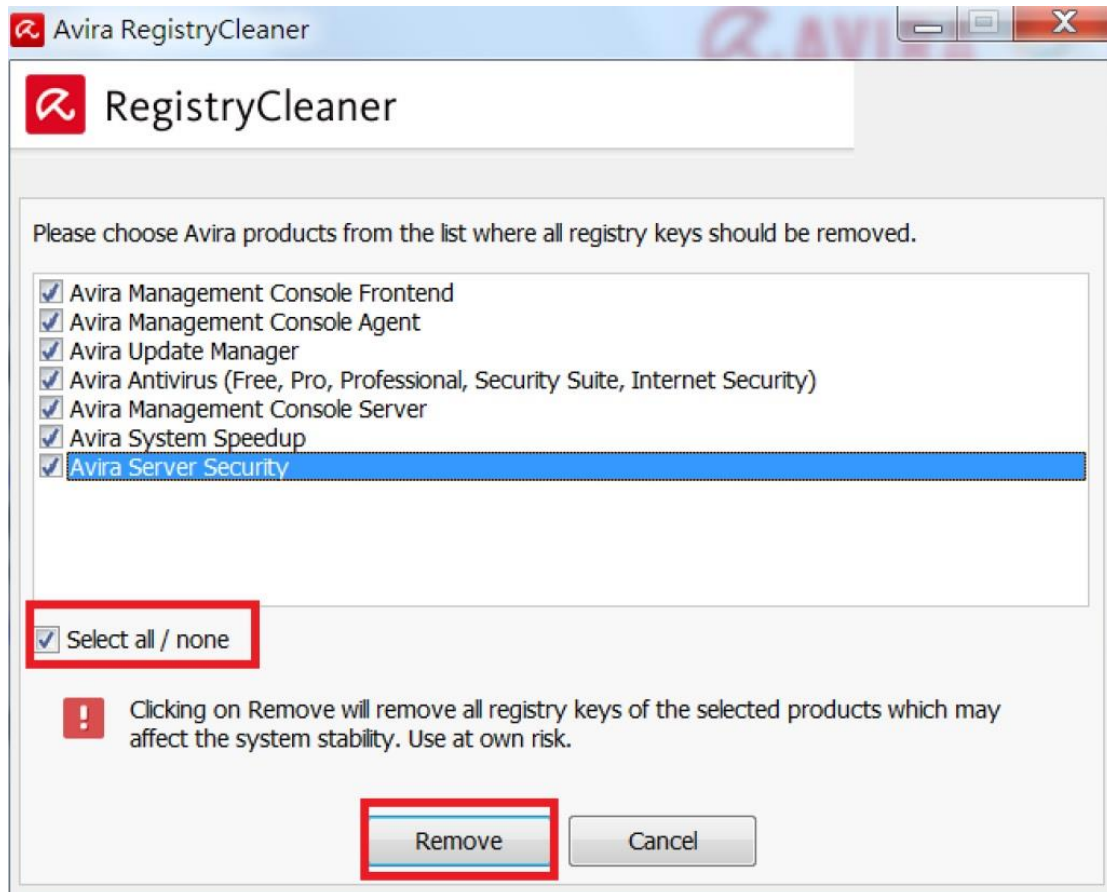 Avira RegistryCleaner
AVIRA
RegistryCleaner
Please choose Avira products from the list where all registry keys should be removed.
Avira Management Console Frontend
Avira Management Console Agent
Avira Update Manager
Avira Antivirus (Free, Pro, Professional, Security Suite, Internet Security)
Avira Management Console Server
Avira System Speedup
Avira Server Security
Select all / none
Clicking on Remove will remove all registry keys of the selected products which may
affect the system stability. Use at own risk.
Remove
Cancel